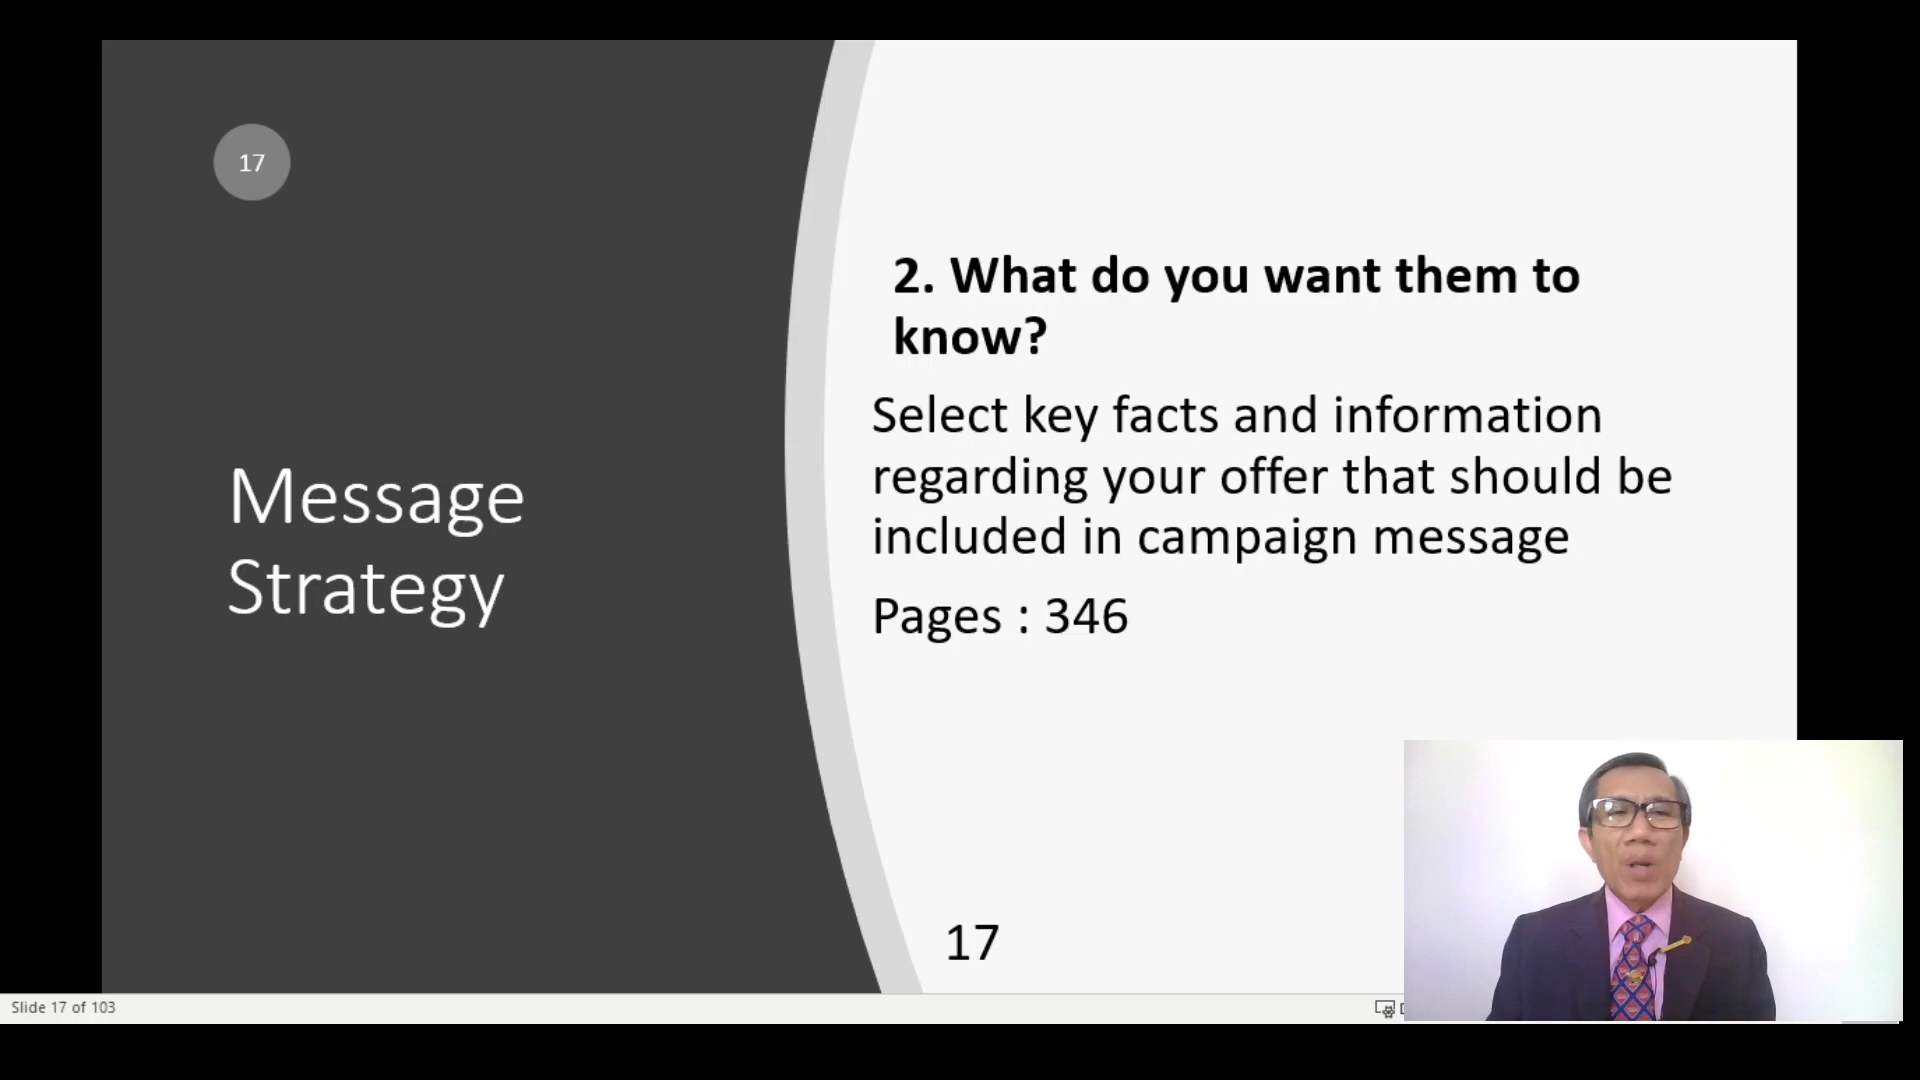 17
Message
Strategy
2. What do you want them to
know?
Select key facts and information
regarding your offer that should be
included in campaign message
Pages : 346
17
Slide 17 of 103